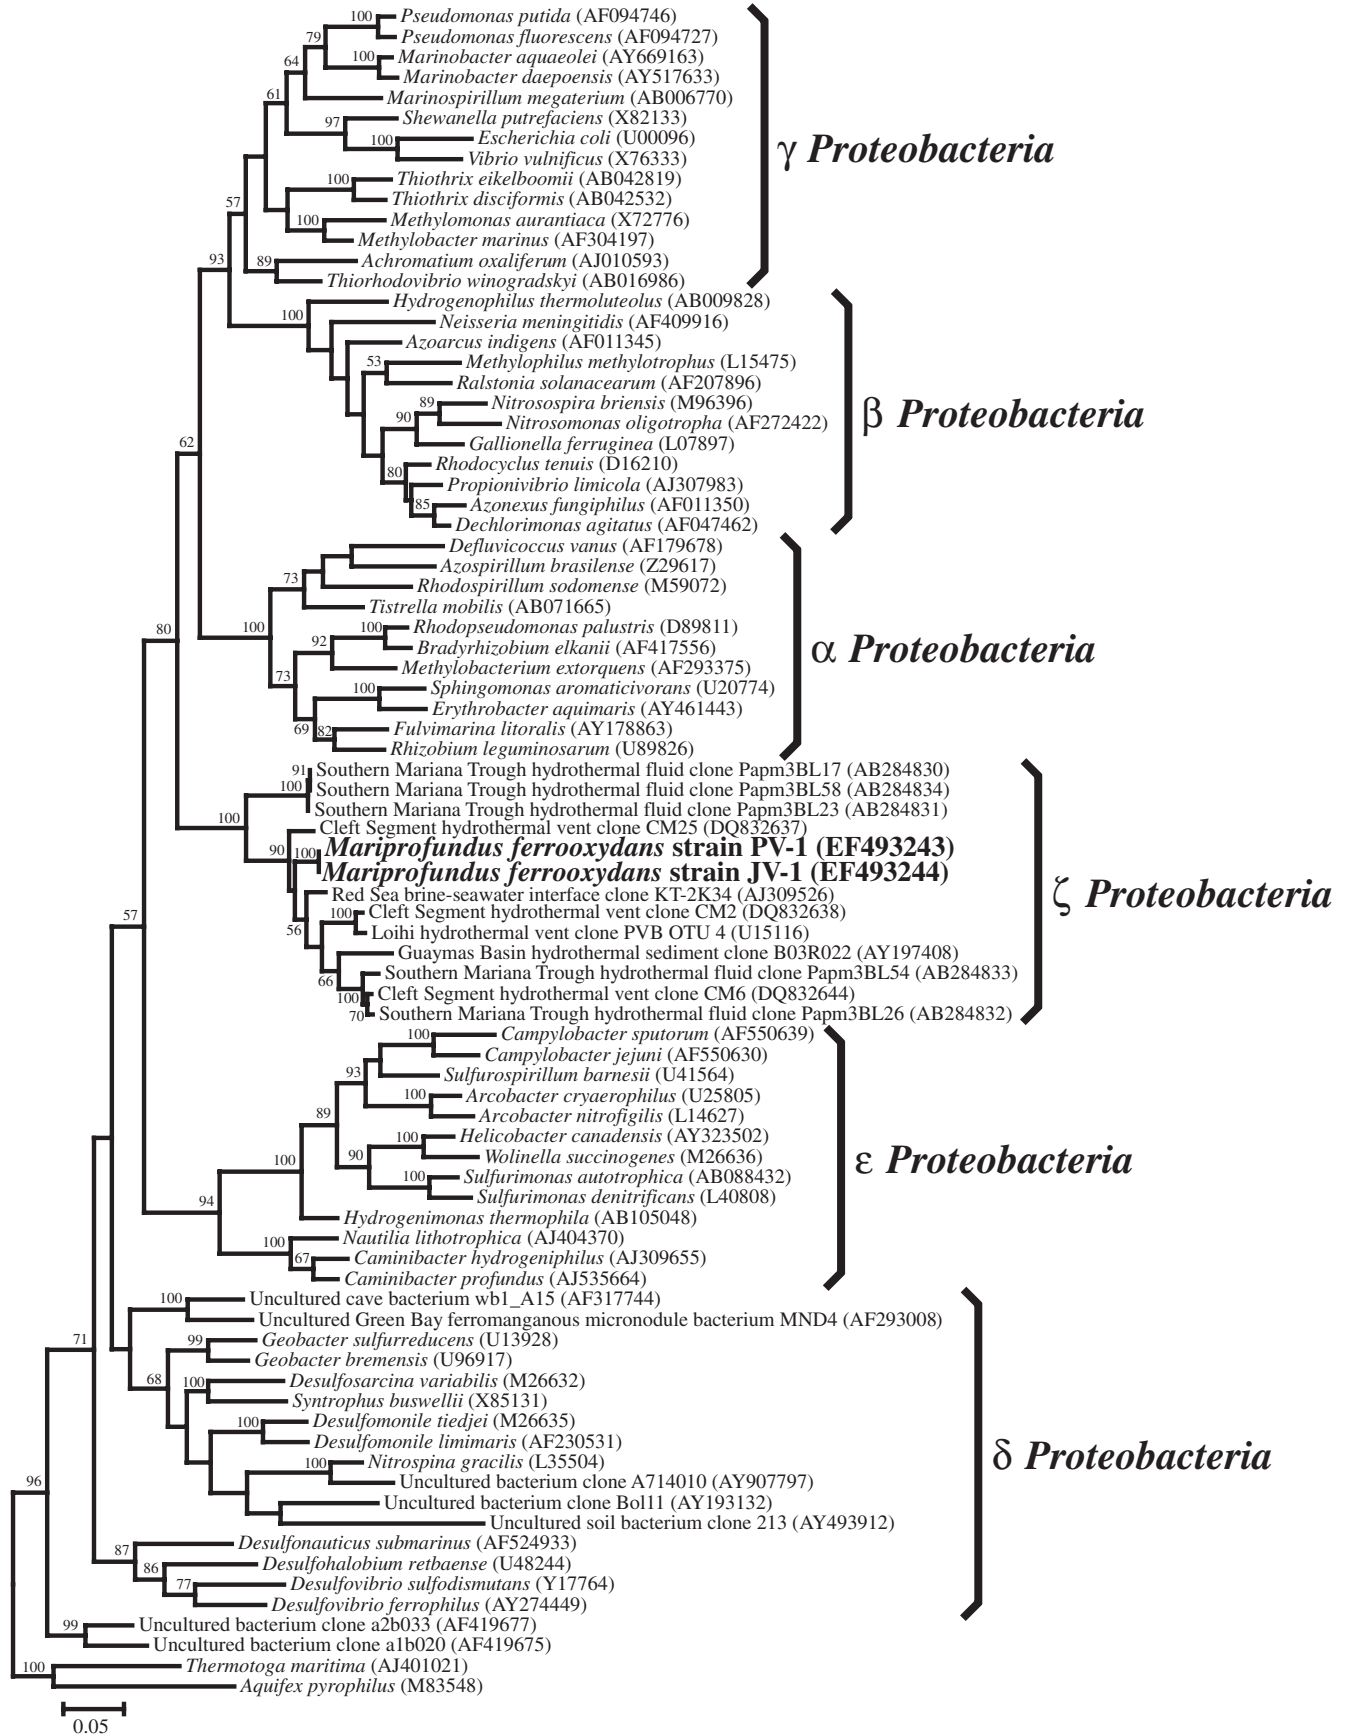 100 Pseudomonas putida (AF094746)
79 Pseudomonas fluorescens (AF094727)
Marinobacter aquaeolei (AY669163)
64 100 Marinobacter daepoensis (AY517633)
61 Marinospirillum megaterium (AB006770)
97 Shewanella putrefaciens (X82133)
100 Escherichia coli (U00096)
γ Proteobacteria
Vibrio vulnificus (X76333)
100 Thiothrix eikelboomii (AB042819)
57 Thiothrix disciformis (AB042532)
100 Methylomonas aurantiaca (X72776)
Methylobacter marinus (AF304197)
93 89 Achromatium oxaliferum (AJ010593)
Thiorhodovibrio winogradskyi (AB016986)
100 Hydrogenophilus thermoluteolus (AB009828)
Neisseria meningitidis (AF409916)
Azoarcus indigens (AF011345)
53 Methylophilus methylotrophus (L15475)
Ralstonia solanacearum (AF207896)
89 Nitrosospira briensis (M96396)
β Proteobacteria
90 Nitrosomonas oligotropha (AF272422)
62 Gallionella ferruginea (L07897)
80 Rhodocyclus tenuis (D16210)
Propionivibrio limicola (AJ307983)
85 Azonexus fungiphilus (AF011350)
Dechlorimonas agitatus (AF047462)
Defluvicoccus vanus (AF179678)
Azospirillum brasilense (Z29617)
73 Rhodospirillum sodomense (M59072)
Tistrella mobilis (AB071665)
80 100 100 Rhodopseudomonas palustris (D89811)
92 Bradyrhizobium elkanii (AF417556)
α Proteobacteria
Methylobacterium extorquens (AF293375)
73 100 Sphingomonas aromaticivorans (U20774)
Erythrobacter aquimaris (AY461443)
69 82 Fulvimarina litoralis (AY178863)
Rhizobium leguminosarum (U89826)
91 Southern Mariana Trough hydrothermal fluid clone Papm3BL17 (AB284830)
100 Southern Mariana Trough hydrothermal fluid clone Papm3BL58 (AB284834)
Southern Mariana Trough hydrothermal fluid clone Papm3BL23 (AB284831)
100 Cleft Segment hydrothermal vent clone CM25 (DQ832637)
90 100 Mariprofundus ferrooxydans strain PV-1 (EF493243)
Mariprofundus ferrooxydans strain JV-1 (EF493244)
Red Sea brine-seawater interface clone KT-2K34 (AJ309526)
ζ Proteobacteria
100 Cleft Segment hydrothermal vent clone CM2 (DQ832638)
57 56 Loihi hydrothermal vent clone PVB OTU 4 (U15116)
Guaymas Basin hydrothermal sediment clone B03R022 (AY197408)
66 Southern Mariana Trough hydrothermal fluid clone Papm3BL54 (AB284833)
100 Cleft Segment hydrothermal vent clone CM6 (DQ832644)
70 Southern Mariana Trough hydrothermal fluid clone Papm3BL26 (AB284832)
100 Campylobacter sputorum (AF550639)
Campylobacter jejuni (AF550630)
93 Sulfurospirillum barnesii (U41564)
100 Arcobacter cryaerophilus (U25805)
89 Arcobacter nitrofigilis (L14627)
100 Helicobacter canadensis (AY323502)
100 90 Wolinella succinogenes (M26636)
ε Proteobacteria
100 Sulfurimonas autotrophica (AB088432)
94 Sulfurimonas denitrificans (L40808)
Hydrogenimonas thermophila (AB105048)
100 Nautilia lithotrophica (AJ404370)
67 Caminibacter hydrogeniphilus (AJ309655)
Caminibacter profundus (AJ535664)
100 Uncultured cave bacterium wb1_A15 (AF317744)
Uncultured Green Bay ferromanganous micronodule bacterium MND4 (AF293008)
71 99 Geobacter sulfurreducens (U13928)
Geobacter bremensis (U96917)
68 100 Desulfosarcina variabilis (M26632)
Syntrophus buswellii (X85131)
100 Desulfomonile tiedjei (M26635)
Desulfomonile limimaris (AF230531)
δ Proteobacteria
100 Nitrospina gracilis (L35504)
96 Uncultured bacterium clone A714010 (AY907797)
Uncultured bacterium clone Bol11 (AY193132)
Uncultured soil bacterium clone 213 (AY493912)
87 Desulfonauticus submarinus (AF524933)
86 Desulfohalobium retbaense (U48244)
77 Desulfovibrio sulfodismutans (Y17764)
Desulfovibrio ferrophilus (AY274449)
99 Uncultured bacterium clone a2b033 (AF419677)
Uncultured bacterium clone a1b020 (AF419675)
100 Thermotoga maritima (AJ401021)
Aquifex pyrophilus (M83548)
0.05